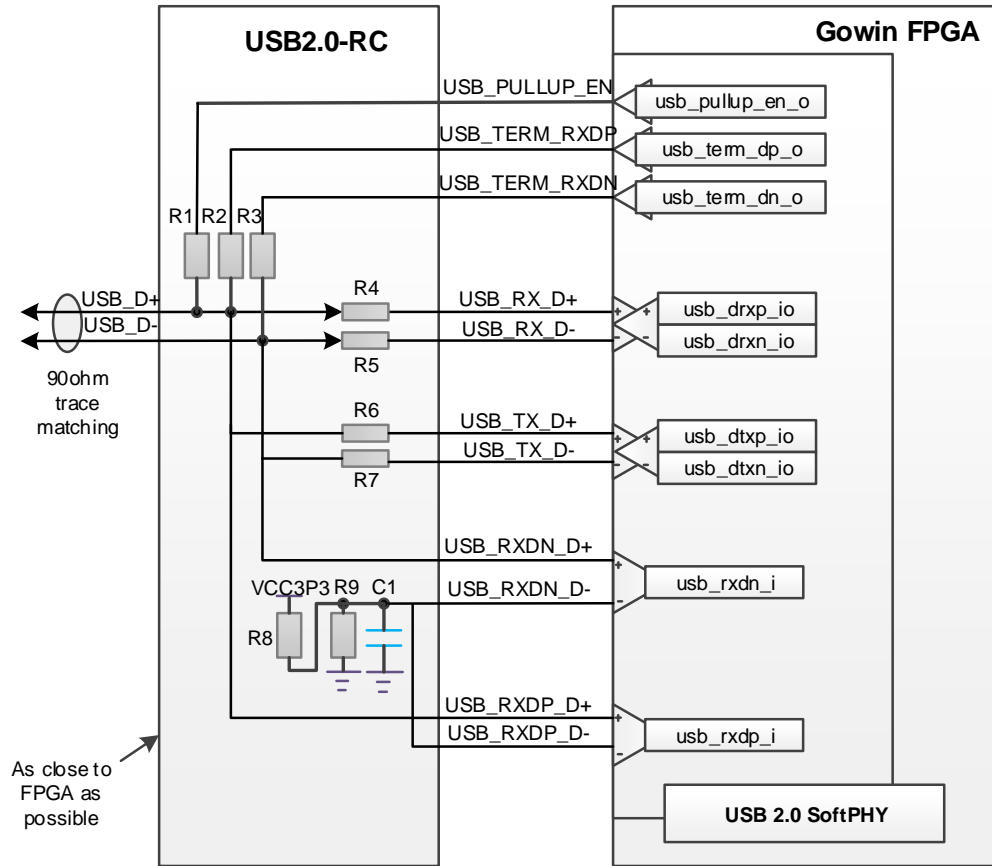 USB2.0-RC
Gowin FPGA
USB_PULLUP_EN
usb_pullup_en_o
USB_TERM_RXDP
usb_term_dp_o
USB_TERM_RXDN
usb_term_dn_o
R1
R2
R3
USB_D+
USB_D-
90ohm
trace
matching
R4
USB_RX_D+
+
+
usb_drxp_io
R5
USB_RX_D-
-
-
usb_drxn_io
R6
USB_TX_D+
+
+
usb_dtxp_io
R7
USB_TX_D-
-
-
usb_dtxn_io
USB_RXDN_D+
+
usb_rxdn_i
USB_RXDN_D-
-
VCC3P3
R9
C1
R8
USB_RXDP_D+
+
usb_rxdp_i
USB_RXDP_D-
-
As close to
FPGA as
possible
USB 2.0 SoftPHY